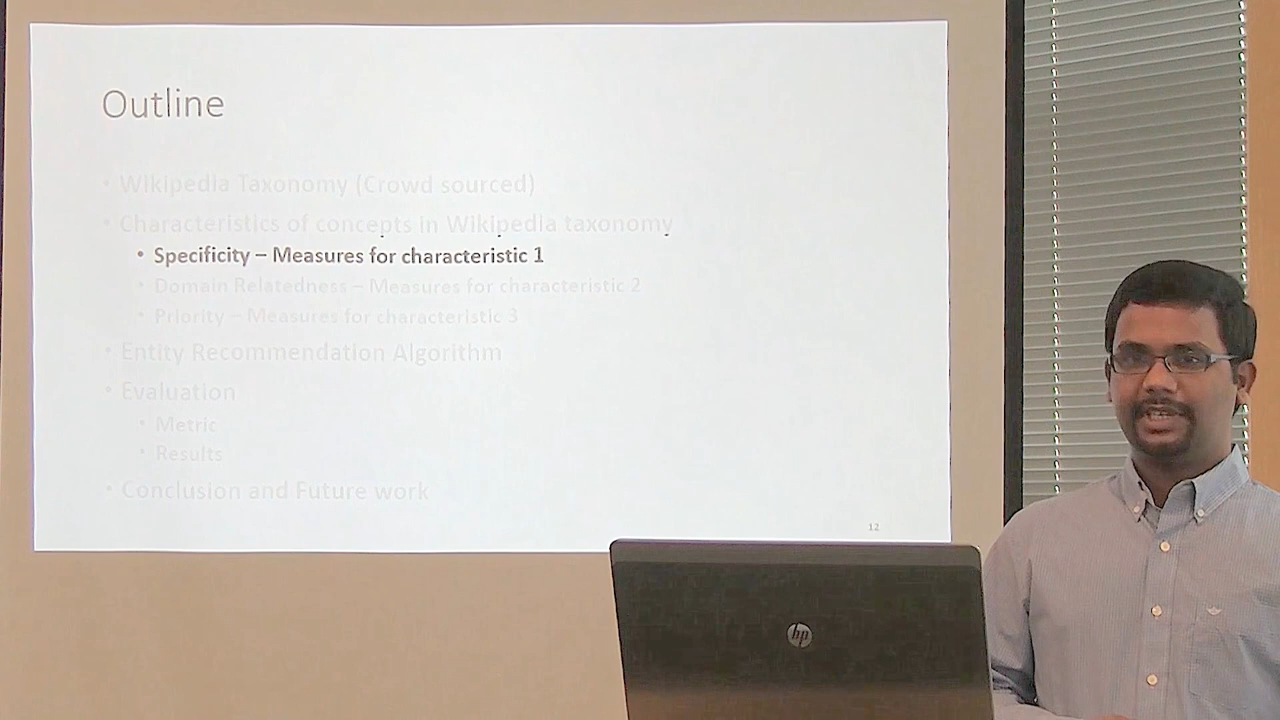 Outline
• Wikipedia Taxonomy (Crowd sourced)
• Characteristics of concepts in Wikipedia taxonomy
• Specificity – Measures for characteristic 1
• Domain Relatedness – Measures for characteristic 2
• Priority – Measures for characteristic 3
• Entity Recommendation Algorithm
• Evaluation
• Metric
• Results
• Conclusion and Future work
12
hp